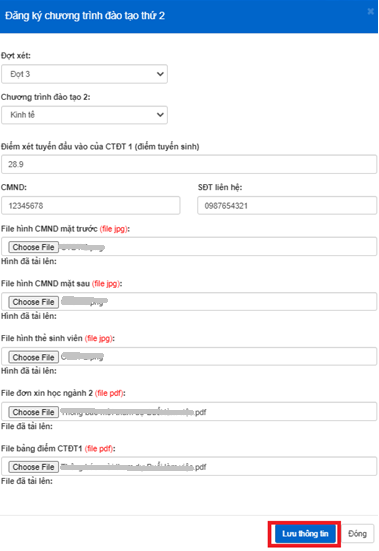 Đăng ký chương trình đào tạo thứ 2
×
Đợt xét:
Đợt 3
Chương trình đào tạo 2:
Kinh tế
Điểm xét tuyển đầu vào của CTĐT 1 (điểm tuyển sinh)
28.9
CMND: SĐT liên hệ:
12345678 0987654321
File hình CMND mặt trước (file jpg):
Choose File
Hình đã tải lên:
File hình CMND mặt sau (file jpg):
Choose File .png
Hình đã tải lên:
File hình thẻ sinh viên (file jpg):
Choose File
Hình đã tải lên:
File đơn xin học ngành 2 (file pdf):
Choose File .pdf
File đã tải lên:
File bảng điểm CTĐT1 (file pdf):
Choose File .pdf
File đã tải lên:
Lưu thông tin Đóng